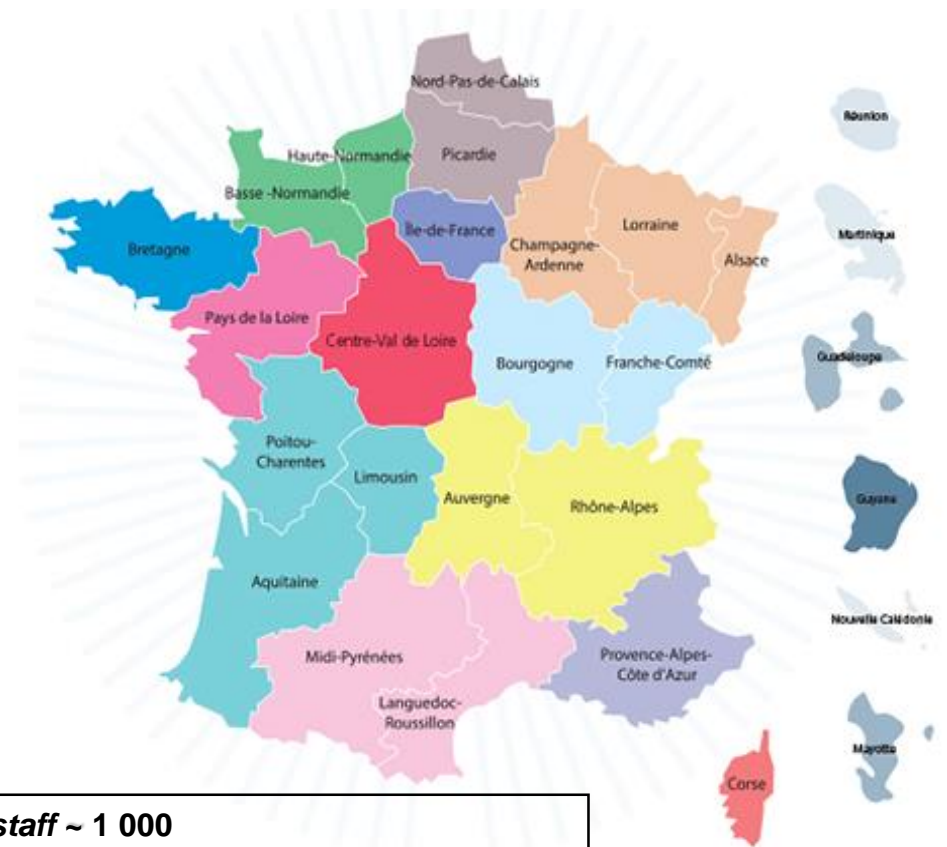 Nord-Pas-de-Calais
Haute-Normandie
Picardie
Basse -Normandie
Île-de-France
Bretagne
Champagne-
Ardenne
Lorraine
Alsace
Pays de la Loire
Centre-Val de Loire
Bourgogne
Franche-Comté
Poitou-
Charentes
Limousin
Auvergne
Rhône-Alpes
Aquitaine
Midi-Pyrénées
Languedoc-
Roussillon
Provence-Alpes-
Côte d'Azur
Corse
Réunion
Martinique
Guadeloupe
Guyane
Nouvelle Calédonie
Mayotte
staff ~ 1 000